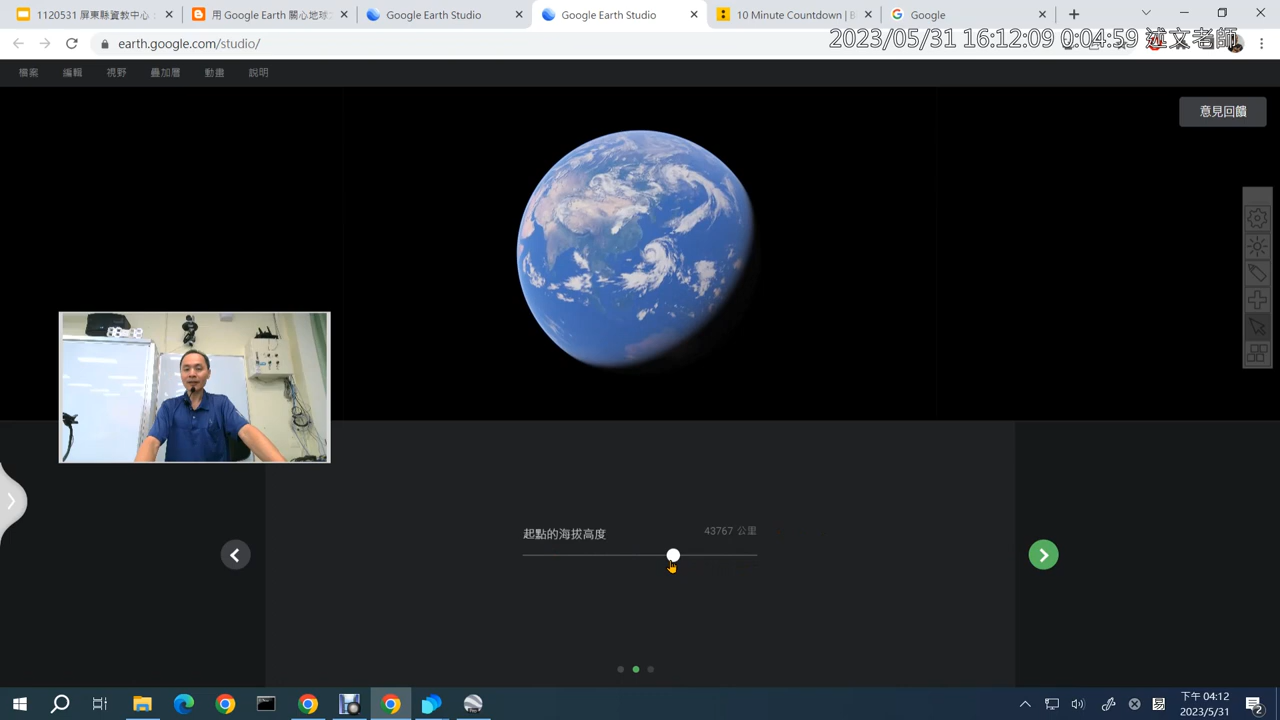 1120531 屏東縣資教中心：
用 Google Earth 關心地球
Google Earth Studio
Google Earth Studio
10 Minute Countdown | B
Google
earth.google.com/studio/
2023/05/31 16:12:09 0:04:59 述文老師
檔案
編輯
視野
疊加層
動畫
說明
意見回饋
起點的海拔高度
43767 公里
下午 04:12
2023/5/31
2